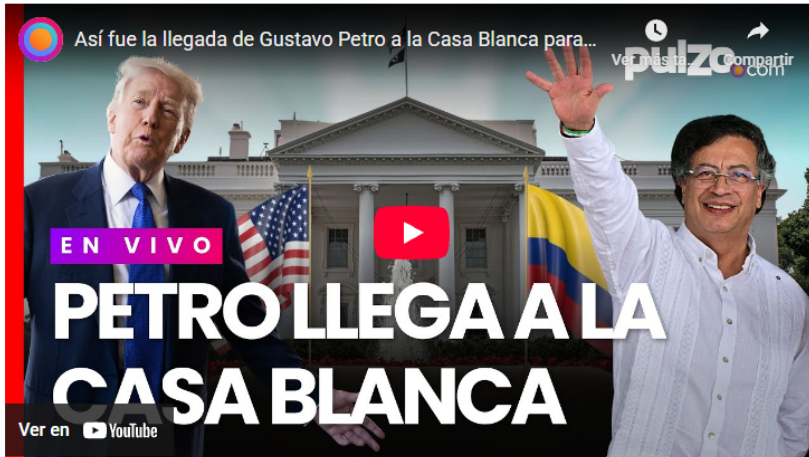 Así fue la llegada de Gustavo Petro a la Casa Blanca para...
Ver más ta...
Compartir
pulzo
.com
EN VIVO
PETRO LLEGA A LA
CASA BLANCA
Ver en YouTube